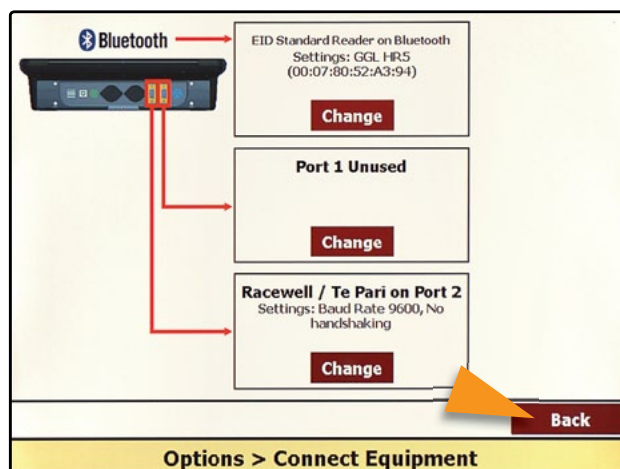 Bluetooth
EID Standard Reader on Bluetooth
Settings: GGL HR5
(00:07:80:52:A3:94)
Change
Port 1 Unused
Change
Racewell / Te Pari on Port 2
Settings: Baud Rate 9600, No
handshaking
Change
Back
Options > Connect Equipment